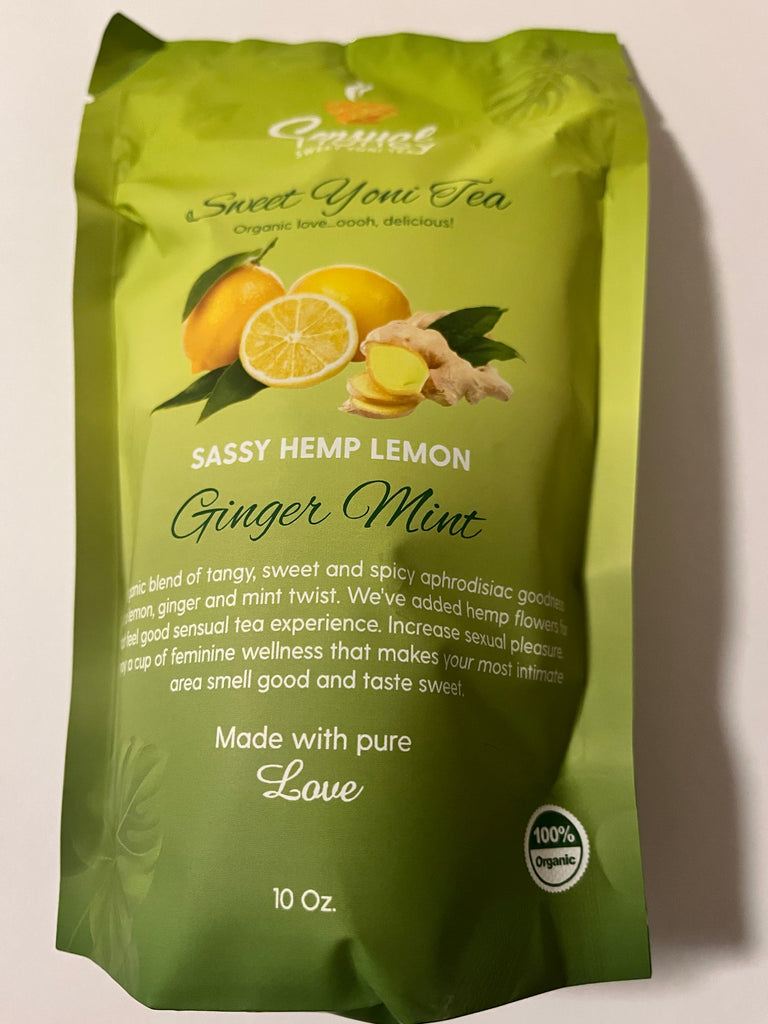 Sensual
SWEET YONI TEA
Sweet Yoni Tea
Organic love...oooh, delicious!
SASSY HEMP LEMON
Ginger Mint
blend of tangy, sweet and spicy aphrodisiac goodness
lemon, ginger and mint twist. We've added hemp flowers
feel good sensual tea experience. Increase sexual pleasure.
a cup of feminine wellness that makes your most intimate
area smell good and taste sweet.
Made with pure
Love
100%
Organic
10 Oz.